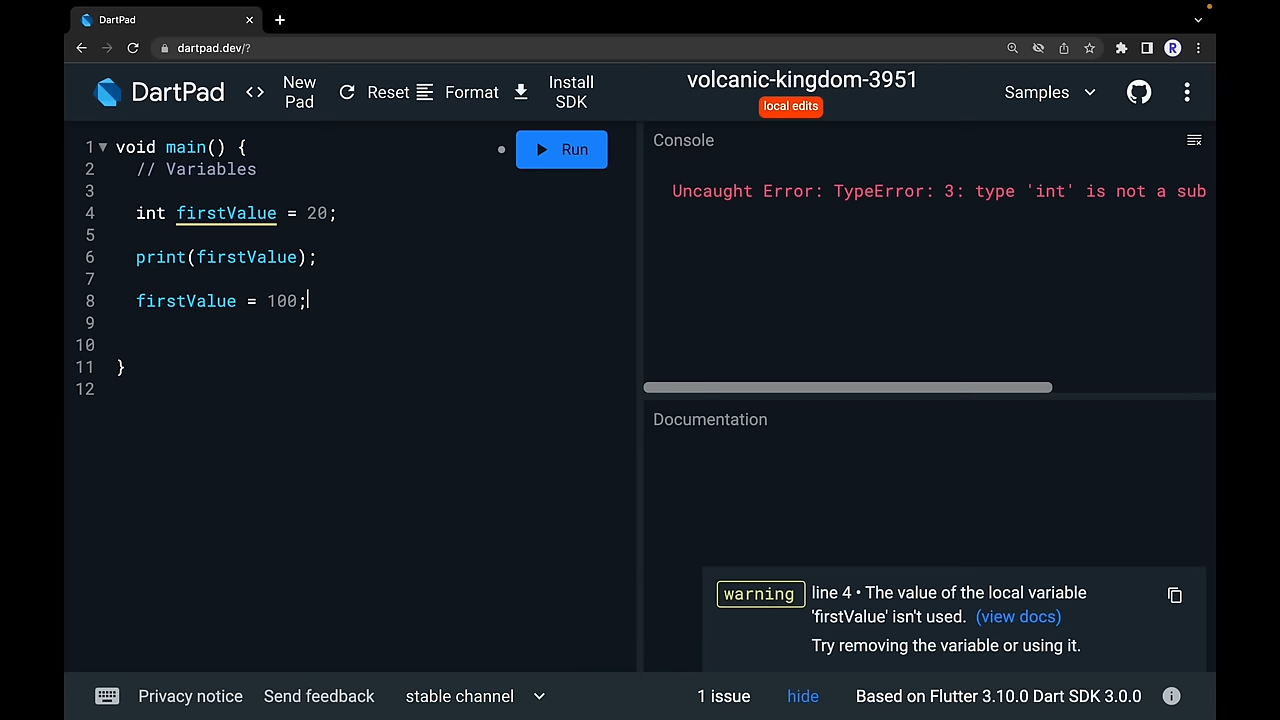 DartPad
dartpad.dev/?
R
DartPad
New
Pad
Reset
Format
Install
SDK
volcanic-kingdom-3951
local edits
Samples
1 void main() {
2 // Variables
3
4 int firstValue = 20;
5
6 print(firstValue);
7
8 firstValue = 100;
9
10
11 }
12
Run
Console
Uncaught Error: TypeError: 3: type 'int' is not a sub
Documentation
warning
line 4 • The value of the local variable
'firstValue' isn't used. (view docs)
Try removing the variable or using it.
Privacy notice
Send feedback
stable channel
1 issue
hide
Based on Flutter 3.10.0 Dart SDK 3.0.0